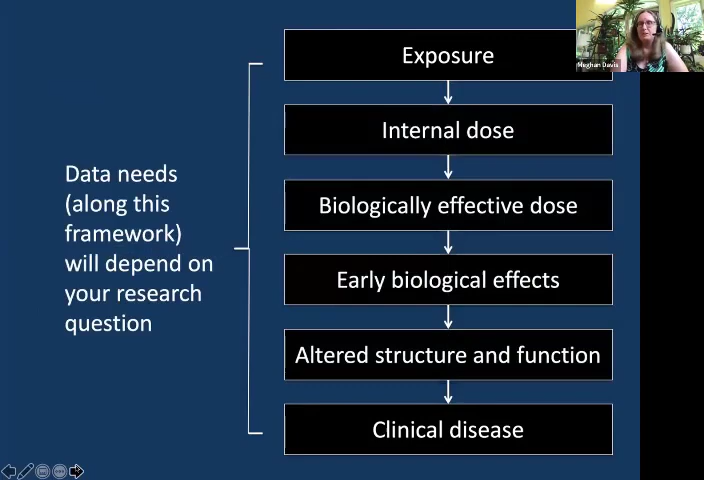 Exposure
Meghan Davis
Internal dose
Data needs
(along this
framework)
will depend on
your research
question
Biologically effective dose
Early biological effects
Altered structure and function
Clinical disease